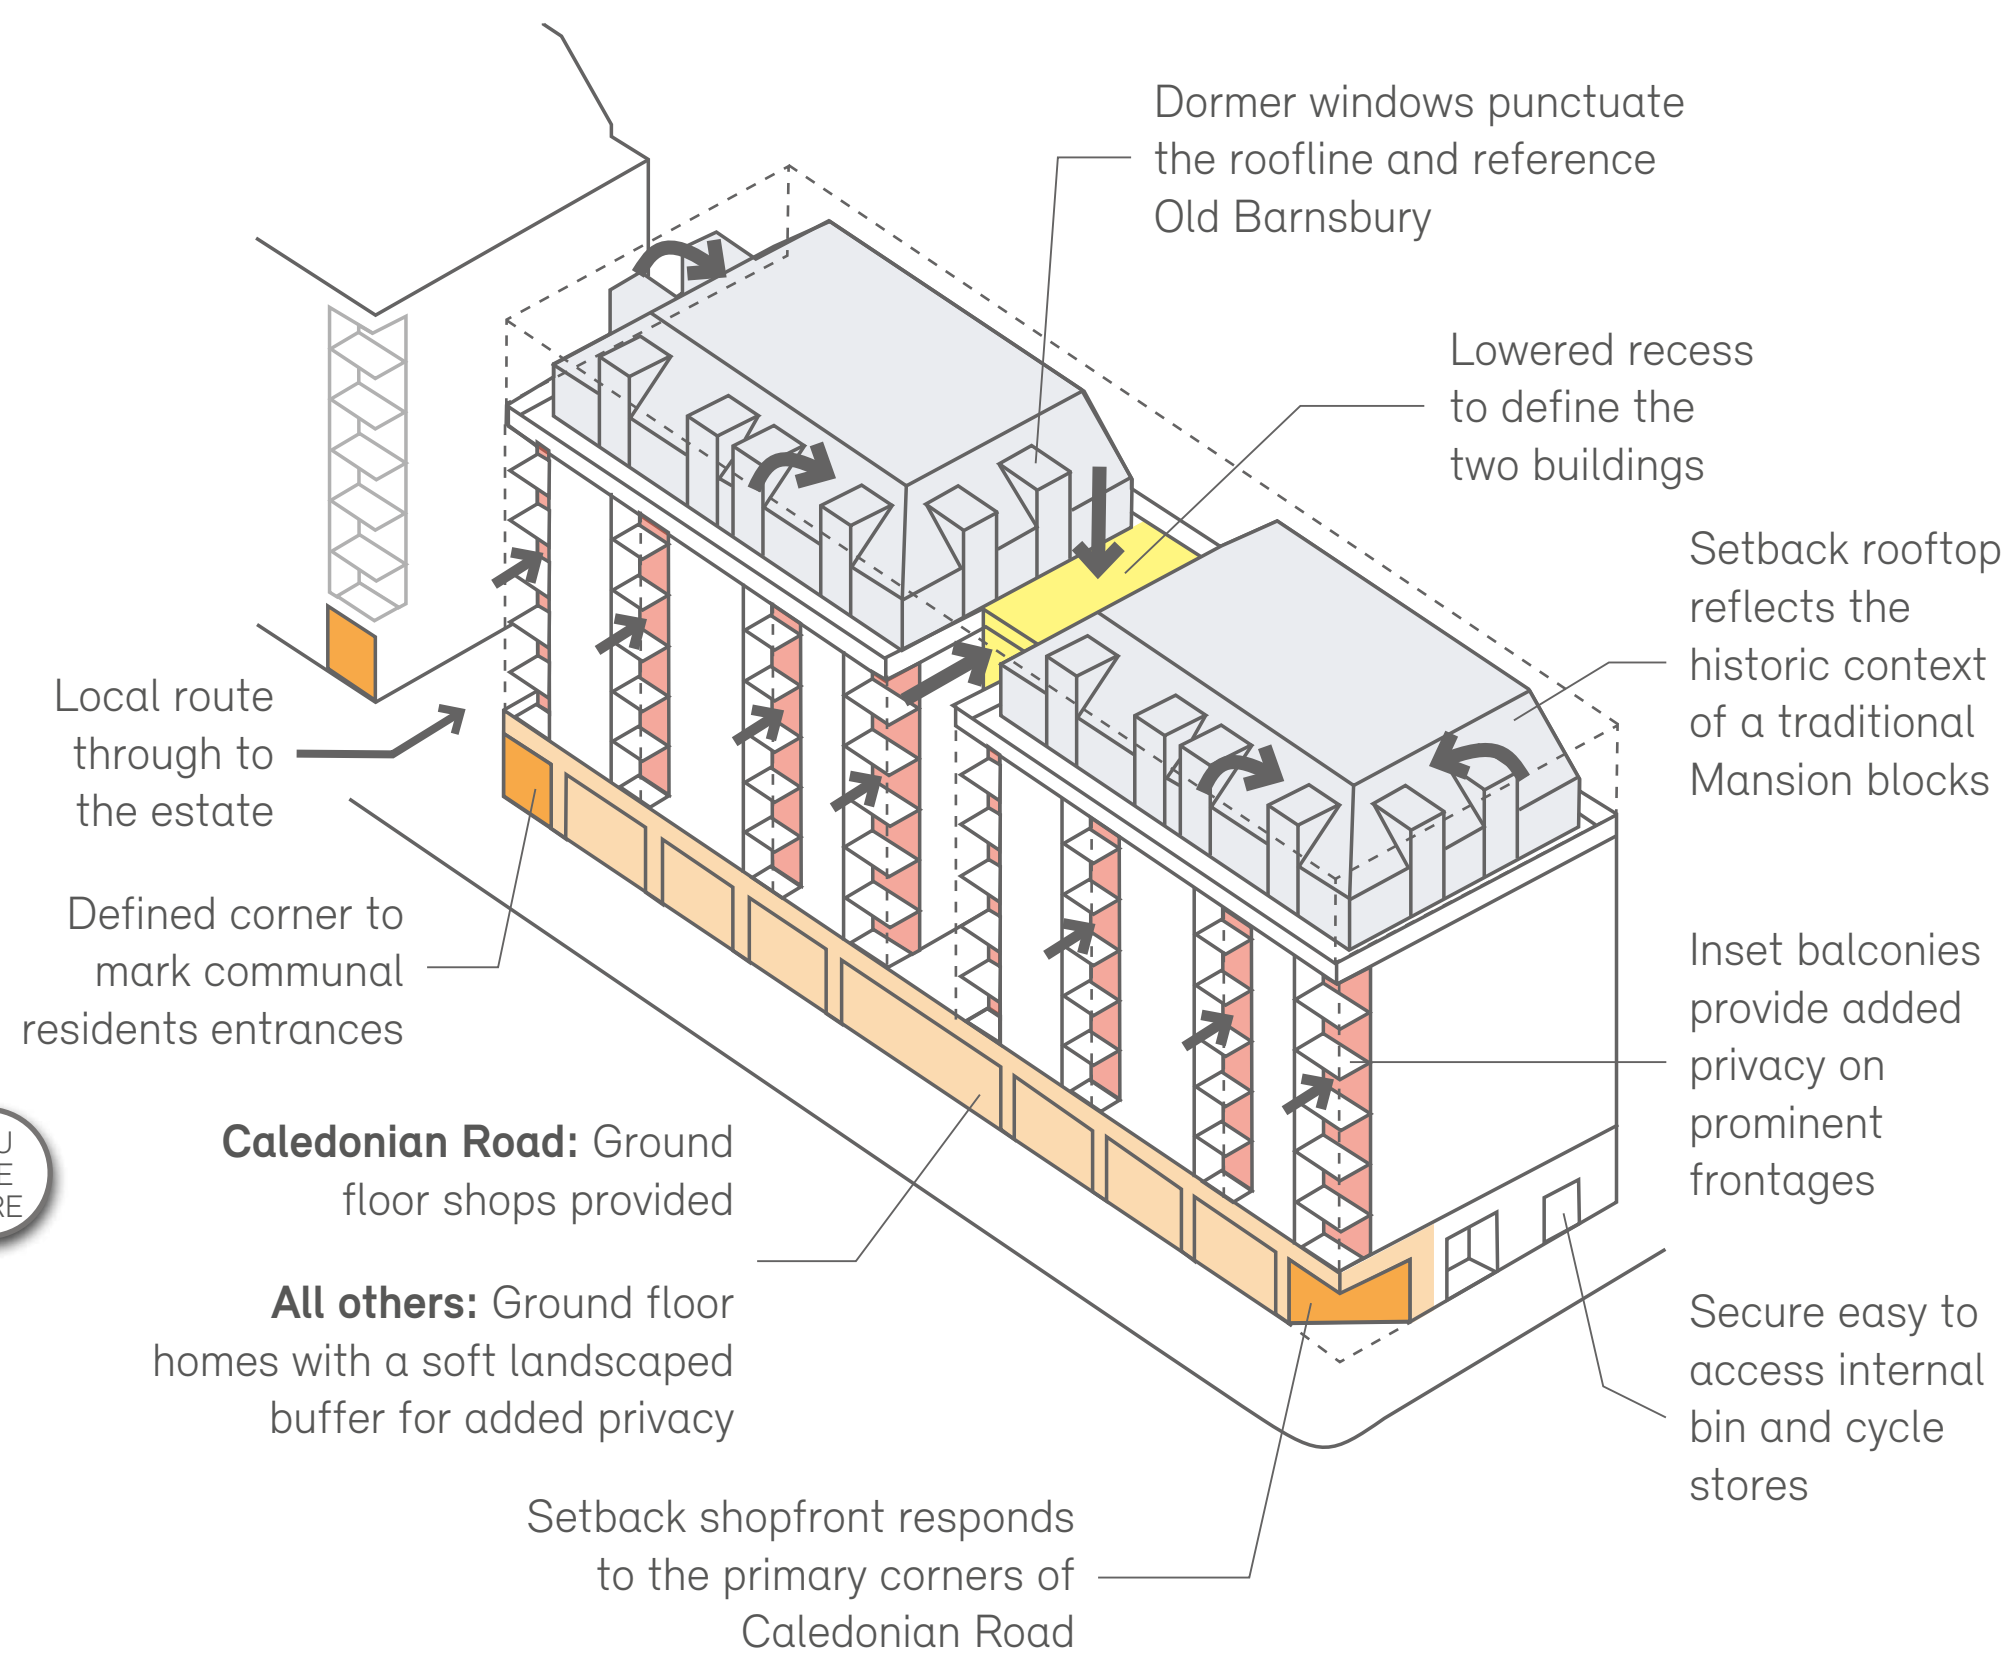 Dormer windows punctuate
the roofline and reference
Old Barnsbury
Lowered recess
to define the
two buildings
Setback rooftop
reflects the
historic context
of a traditional
Mansion blocks
Local route
through to
the estate
Defined corner to
mark communal
residents entrances
Inset balconies
provide added
privacy on
prominent
frontages
Caledonian Road: Ground
floor shops provided
All others: Ground floor
homes with a soft landscaped
buffer for added privacy
Secure easy to
access internal
bin and cycle
stores
Setback shopfront responds
to the primary corners of
Caledonian Road